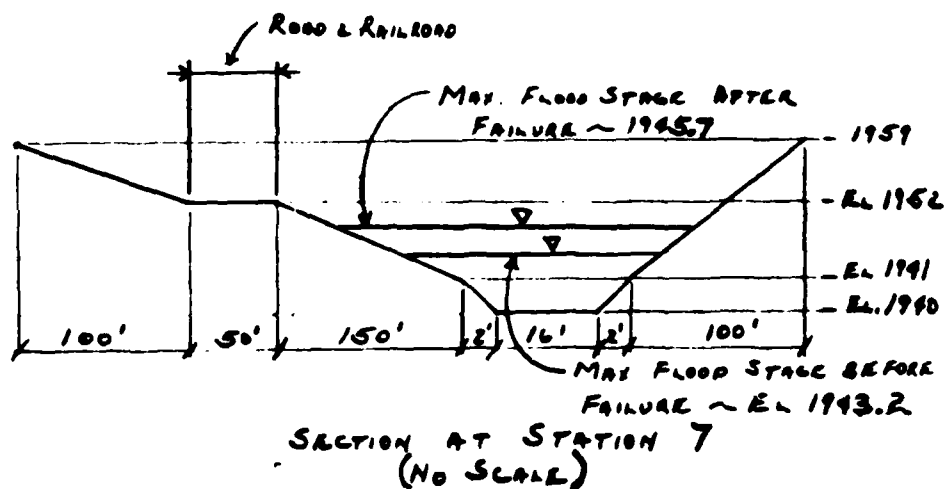 ROAD & RAILROAD
MAX. FLOOD STAGE AFTER
FAILURE ~ 1945.7
- 1959
- EL 1952
- EL 1941
- EL. 1940
100'
50'
150'
2'
16'
2'
100'
MAX FLOOD STAGE BEFORE
FAILURE ~ EL 1943.2
SECTION AT STATION 7
(NO SCALE)